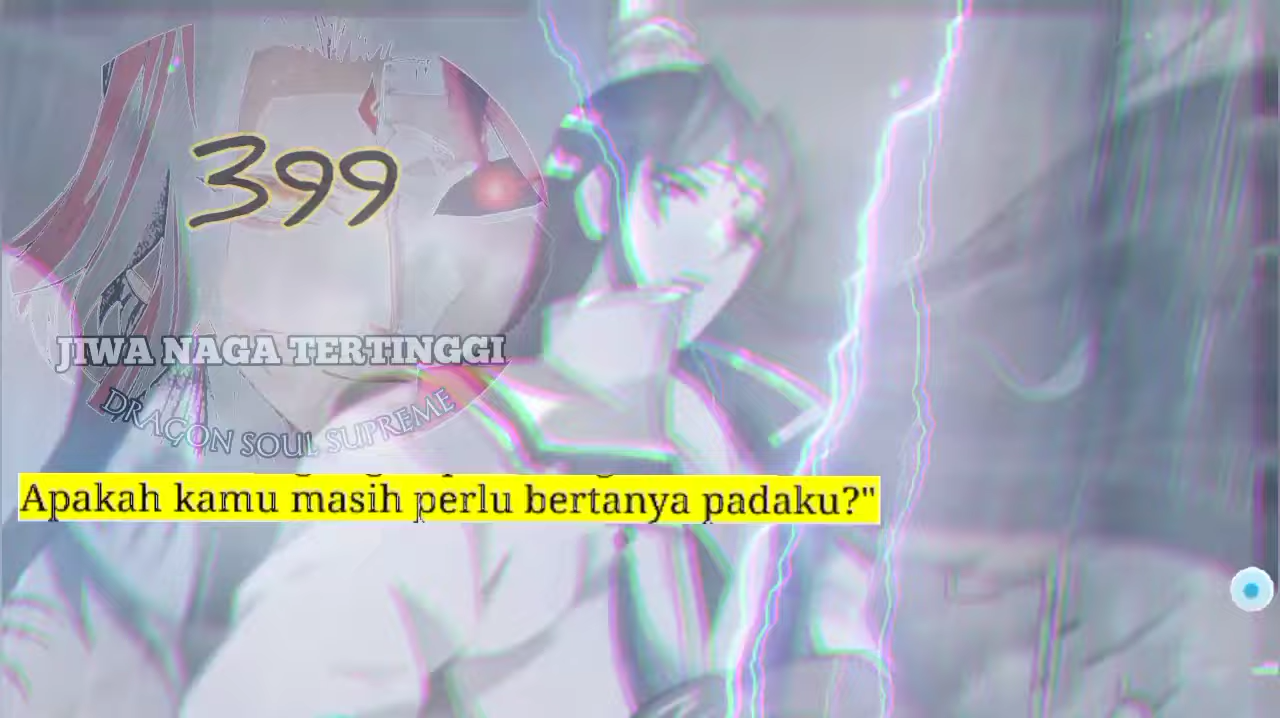 399
JIWA NAGA TERTINGGI
DRAGON SOUL SUPREME
Apakah kamu masih perlu bertanya padaku?"